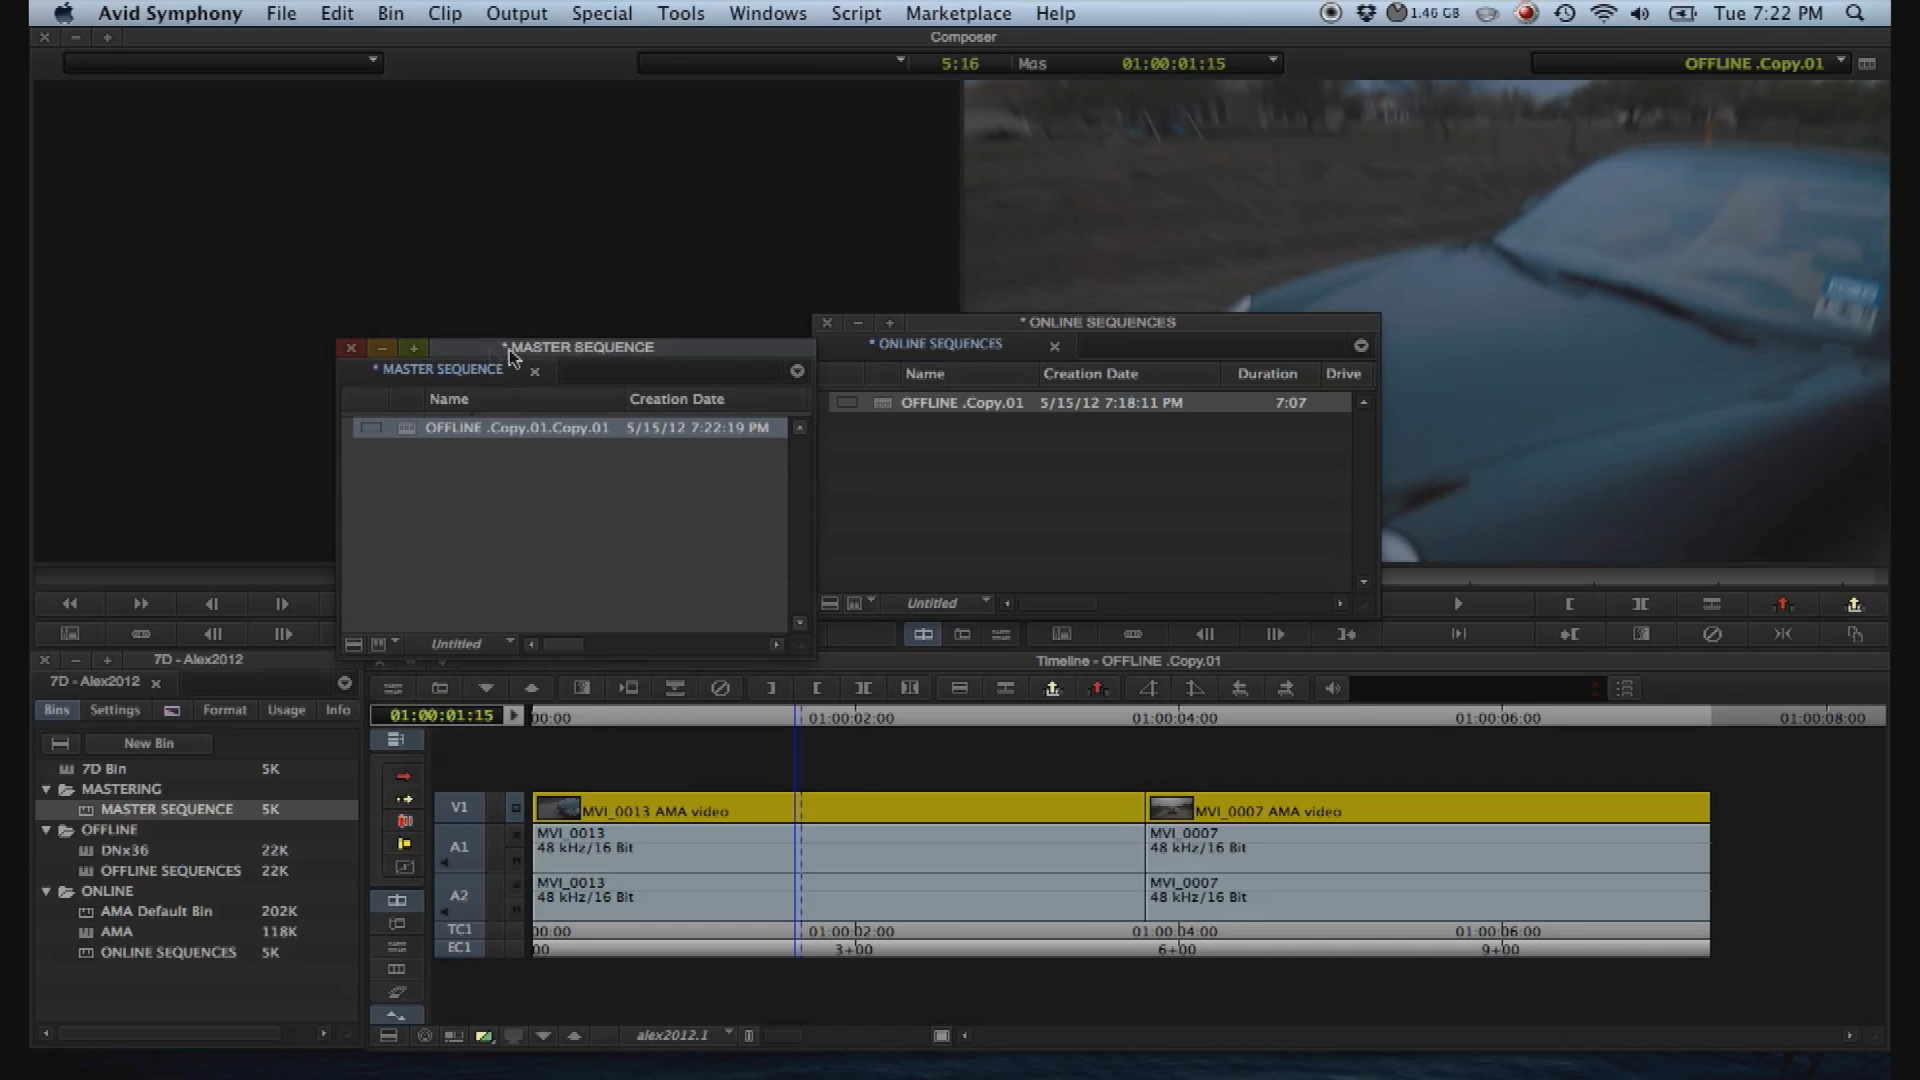 Avid Symphony File Edit Bin Clip Output Special Tools Windows Script Marketplace Help 1.46 GB Tue 7:22 PM
Composer
5:16 Mas 01:00:01:15 OFFLINE .Copy.01
* ONLINE SEQUENCES
* ONLINE SEQUENCES
Name Creation Date Duration Drive
OFFLINE .Copy.01 5/15/12 7:18:11 PM 7:07
Untitled
* MASTER SEQUENCE
* MASTER SEQUENCE
Name Creation Date
OFFLINE .Copy.01.Copy.01 5/15/12 7:22:19 PM
Untitled
7D - Alex2012
7D - Alex2012
Bins Settings Format Usage Info
New Bin
7D Bin 5K
MASTERING
MASTER SEQUENCE 5K
OFFLINE
DNx36 22K
OFFLINE SEQUENCES 22K
ONLINE
AMA Default Bin 202K
AMA 118K
ONLINE SEQUENCES 5K
Timeline - OFFLINE .Copy.01
01:00:01:15 00:00 01:00:02:00 01:00:04:00 01:00:06:00 01:00:08:00
V1 MVI_0013 AMA video MVI_0007 AMA video
A1 MVI_0013 MVI_0007
48 kHz/16 Bit 48 kHz/16 Bit
A2 MVI_0013 MVI_0007
48 kHz/16 Bit 48 kHz/16 Bit
TC1 00:00 01:00:02:00 01:00:04:00 01:00:06:00
EC1 00 3+00 6+00 9+00
alex2012.1